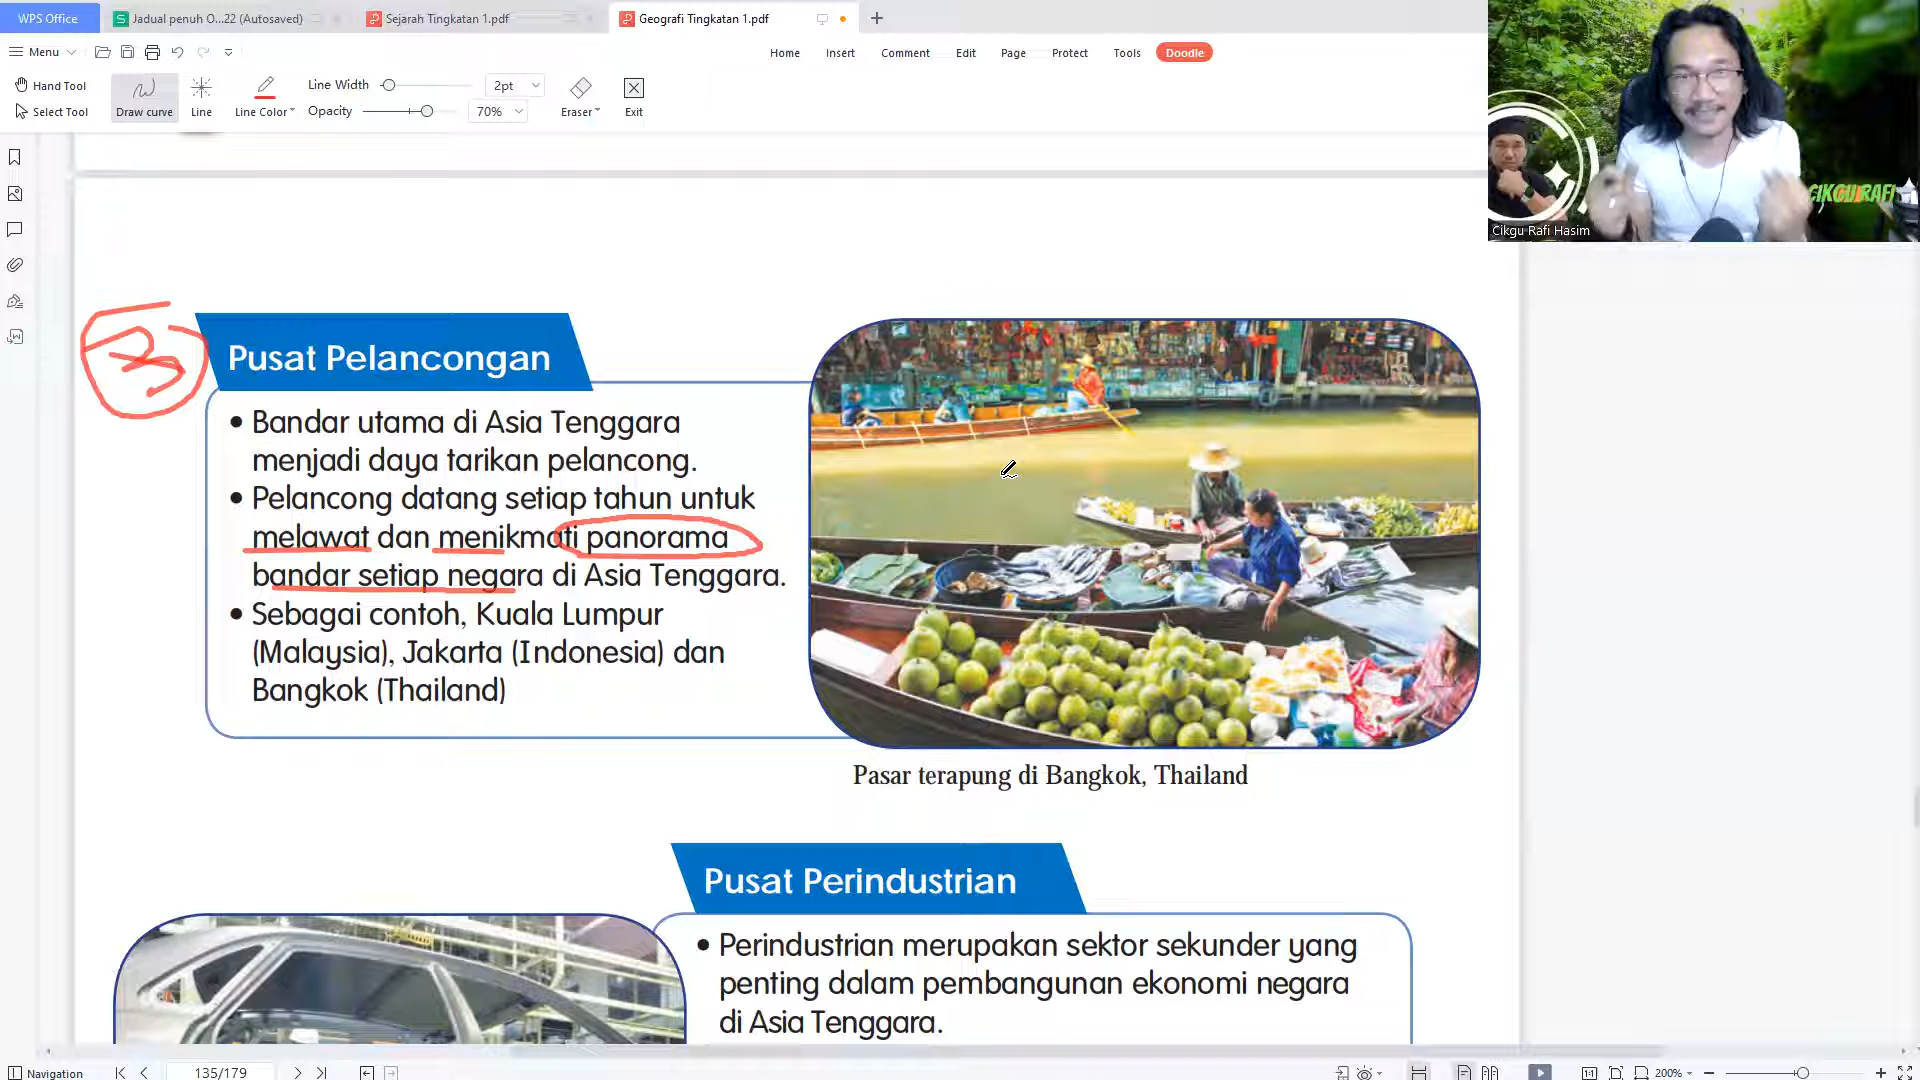 WPS Office
Jadual penuh O...22 (Autosaved)
Sejarah Tingkatan 1.pdf
Geografi Tingkatan 1.pdf
Menu
Home
Insert
Comment
Edit
Page
Protect
Tools
Doodle
Hand Tool
Select Tool
Draw curve
Line
Line Color
Line Width
2pt
Opacity
70%
Eraser
Exit
CIKGU RAFI
Cikgu Rafi Hasim
3
Pusat Pelancongan
• Bandar utama di Asia Tenggara
menjadi daya tarikan pelancong.
• Pelancong datang setiap tahun untuk
melawat dan menikmati panorama
bandar setiap negara di Asia Tenggara.
• Sebagai contoh, Kuala Lumpur
(Malaysia), Jakarta (Indonesia) dan
Bangkok (Thailand)
Pasar terapung di Bangkok, Thailand
Pusat Perindustrian
• Perindustrian merupakan sektor sekunder yang
penting dalam pembangunan ekonomi negara
di Asia Tenggara.
Navigation
135/179
1:1
200%